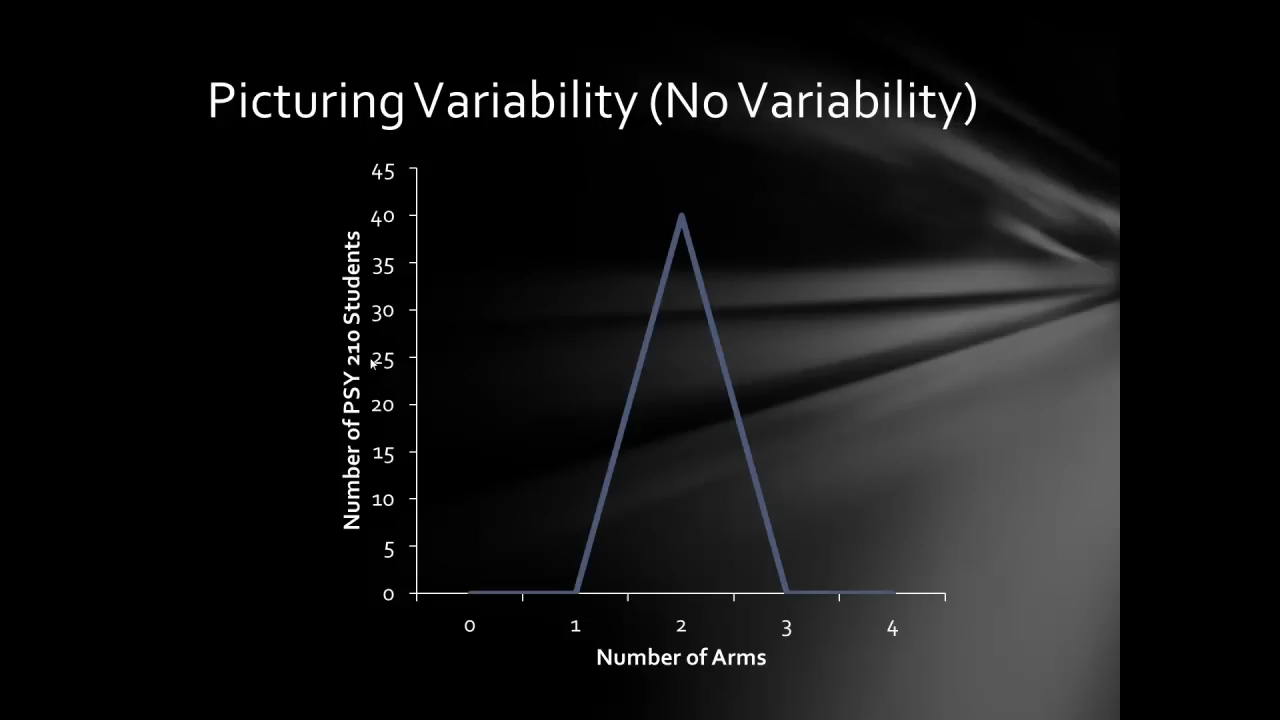 Picturing Variability (No Variability)
45
40
35
30
25
20
15
10
5
0
Number of PSY 210 Students
0 1 2 3 4
Number of Arms